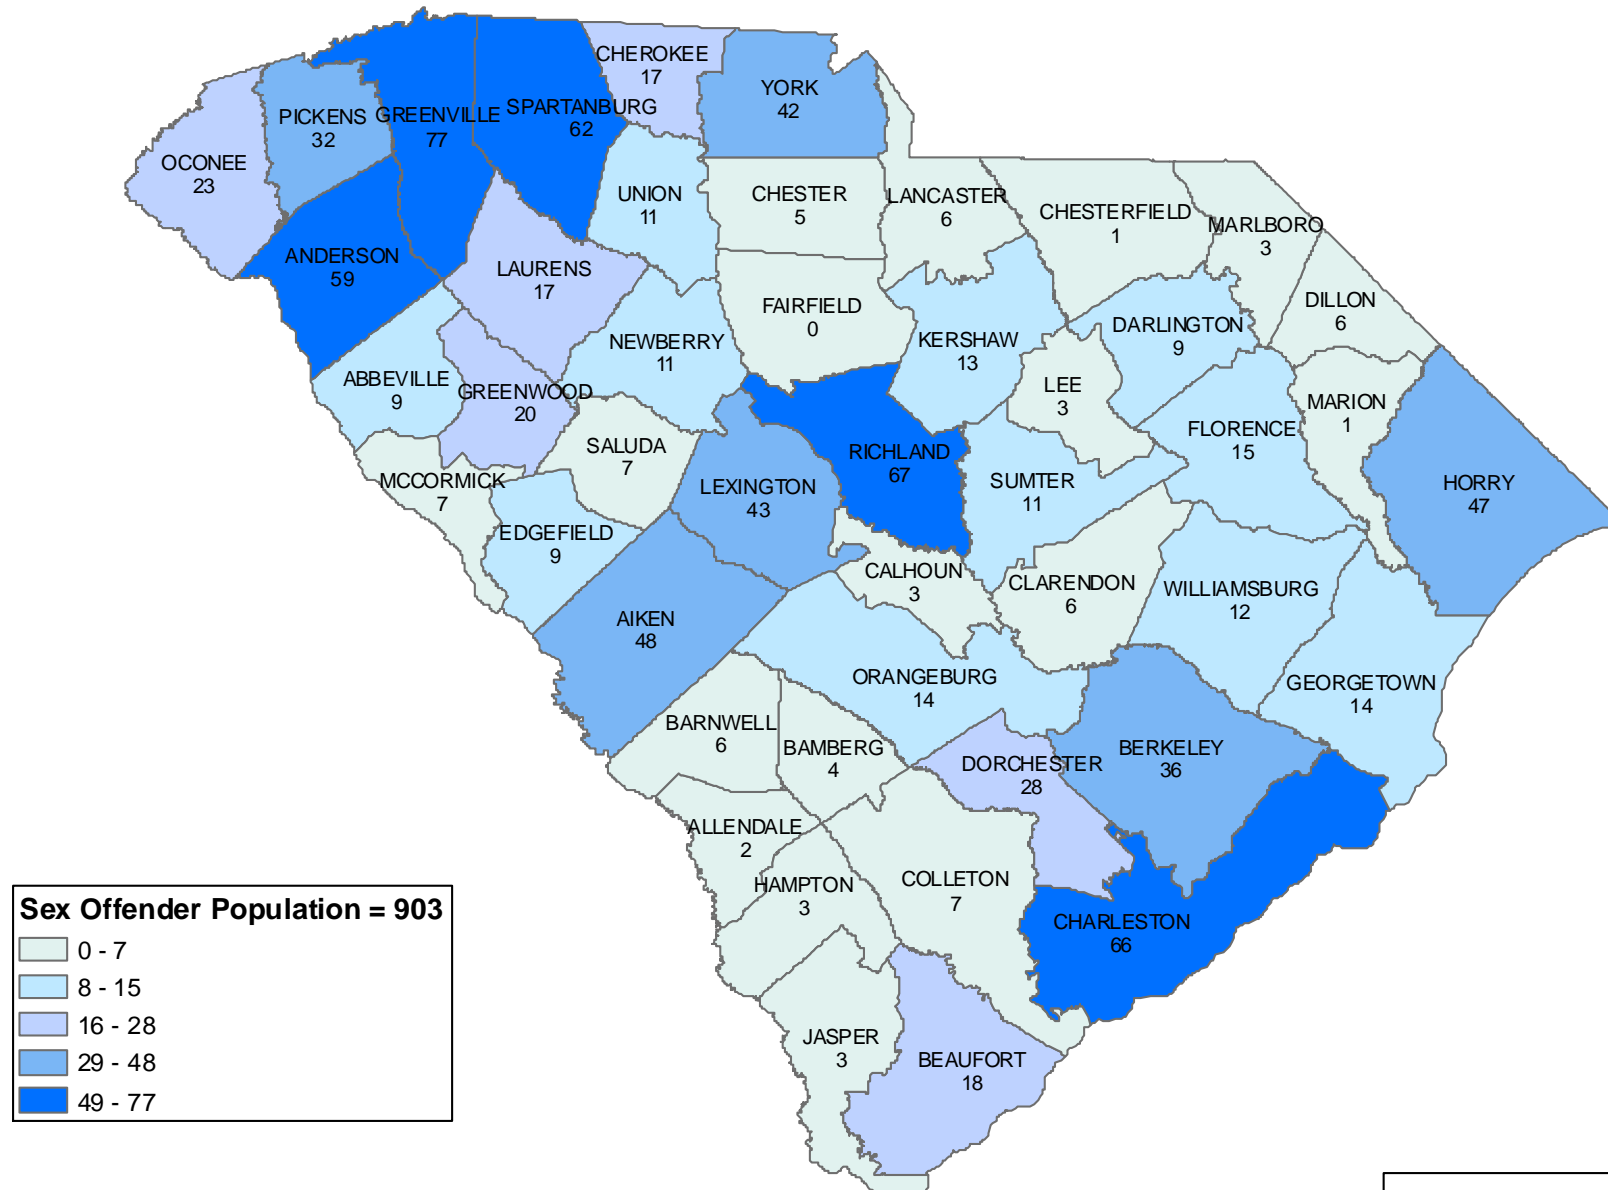 CHEROKEE
17
YORK
42
SPARTANBURG
62
GREENVILLE
77
PICKENS
32
OCONEE
23
UNION
11
CHESTER
5
LANCASTER
6
CHESTERFIELD
1
MARLBORO
3
ANDERSON
59
LAURENS
17
FAIRFIELD
0
DILLON
6
DARLINGTON
9
KERSHAW
13
NEWBERRY
11
ABBEVILLE
9
GREENWOOD
20
LEE
3
MARION
1
FLORENCE
15
SALUDA
7
RICHLAND
67
MCCORMICK
7
LEXINGTON
43
SUMTER
11
HORRY
47
EDGEFIELD
9
CALHOUN
3
CLARENDON
6
WILLIAMSBURG
12
AIKEN
48
ORANGEBURG
14
GEORGETOWN
14
BARNWELL
6
BAMBERG
4
DORCHESTER
28
BERKELEY
36
ALLENDALE
2
HAMPTON
3
COLLETON
7
CHARLESTON
66
JASPER
3
BEAUFORT
18
Sex Offender Population = 903
0 - 7
8 - 15
16 - 28
29 - 48
49 - 77